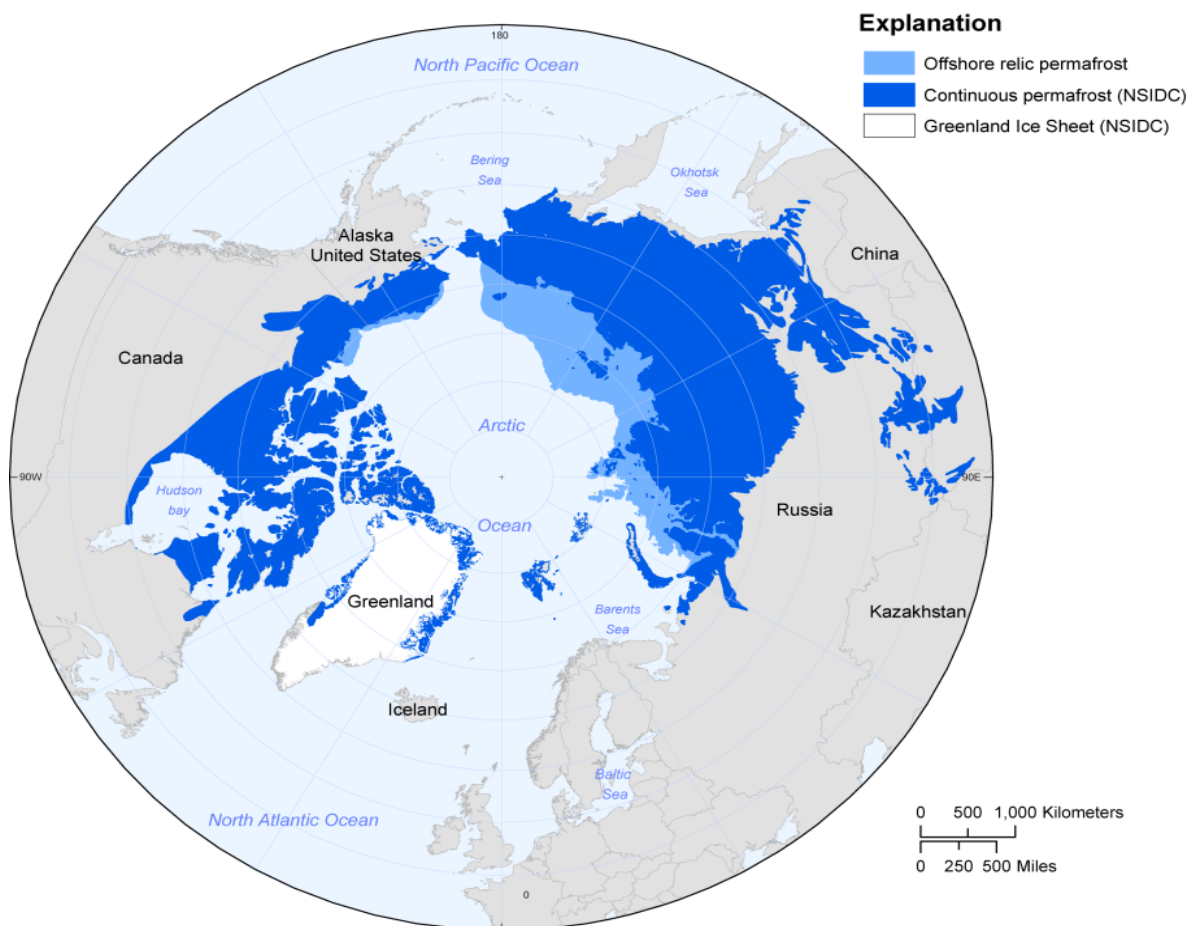 Explanation
Offshore relic permafrost
Continuous permafrost (NSIDC)
Greenland Ice Sheet (NSIDC)
180
North Pacific Ocean
Bering
Sea
Okhotsk
Sea
Alaska
United States
China
Canada
Arctic
Ocean
90W
90E
Hudson
bay
Russia
Greenland
Barents
Sea
Kazakhstan
Iceland
Baltic
Sea
North Atlantic Ocean
0
0 500 1,000 Kilometers
0 250 500 Miles